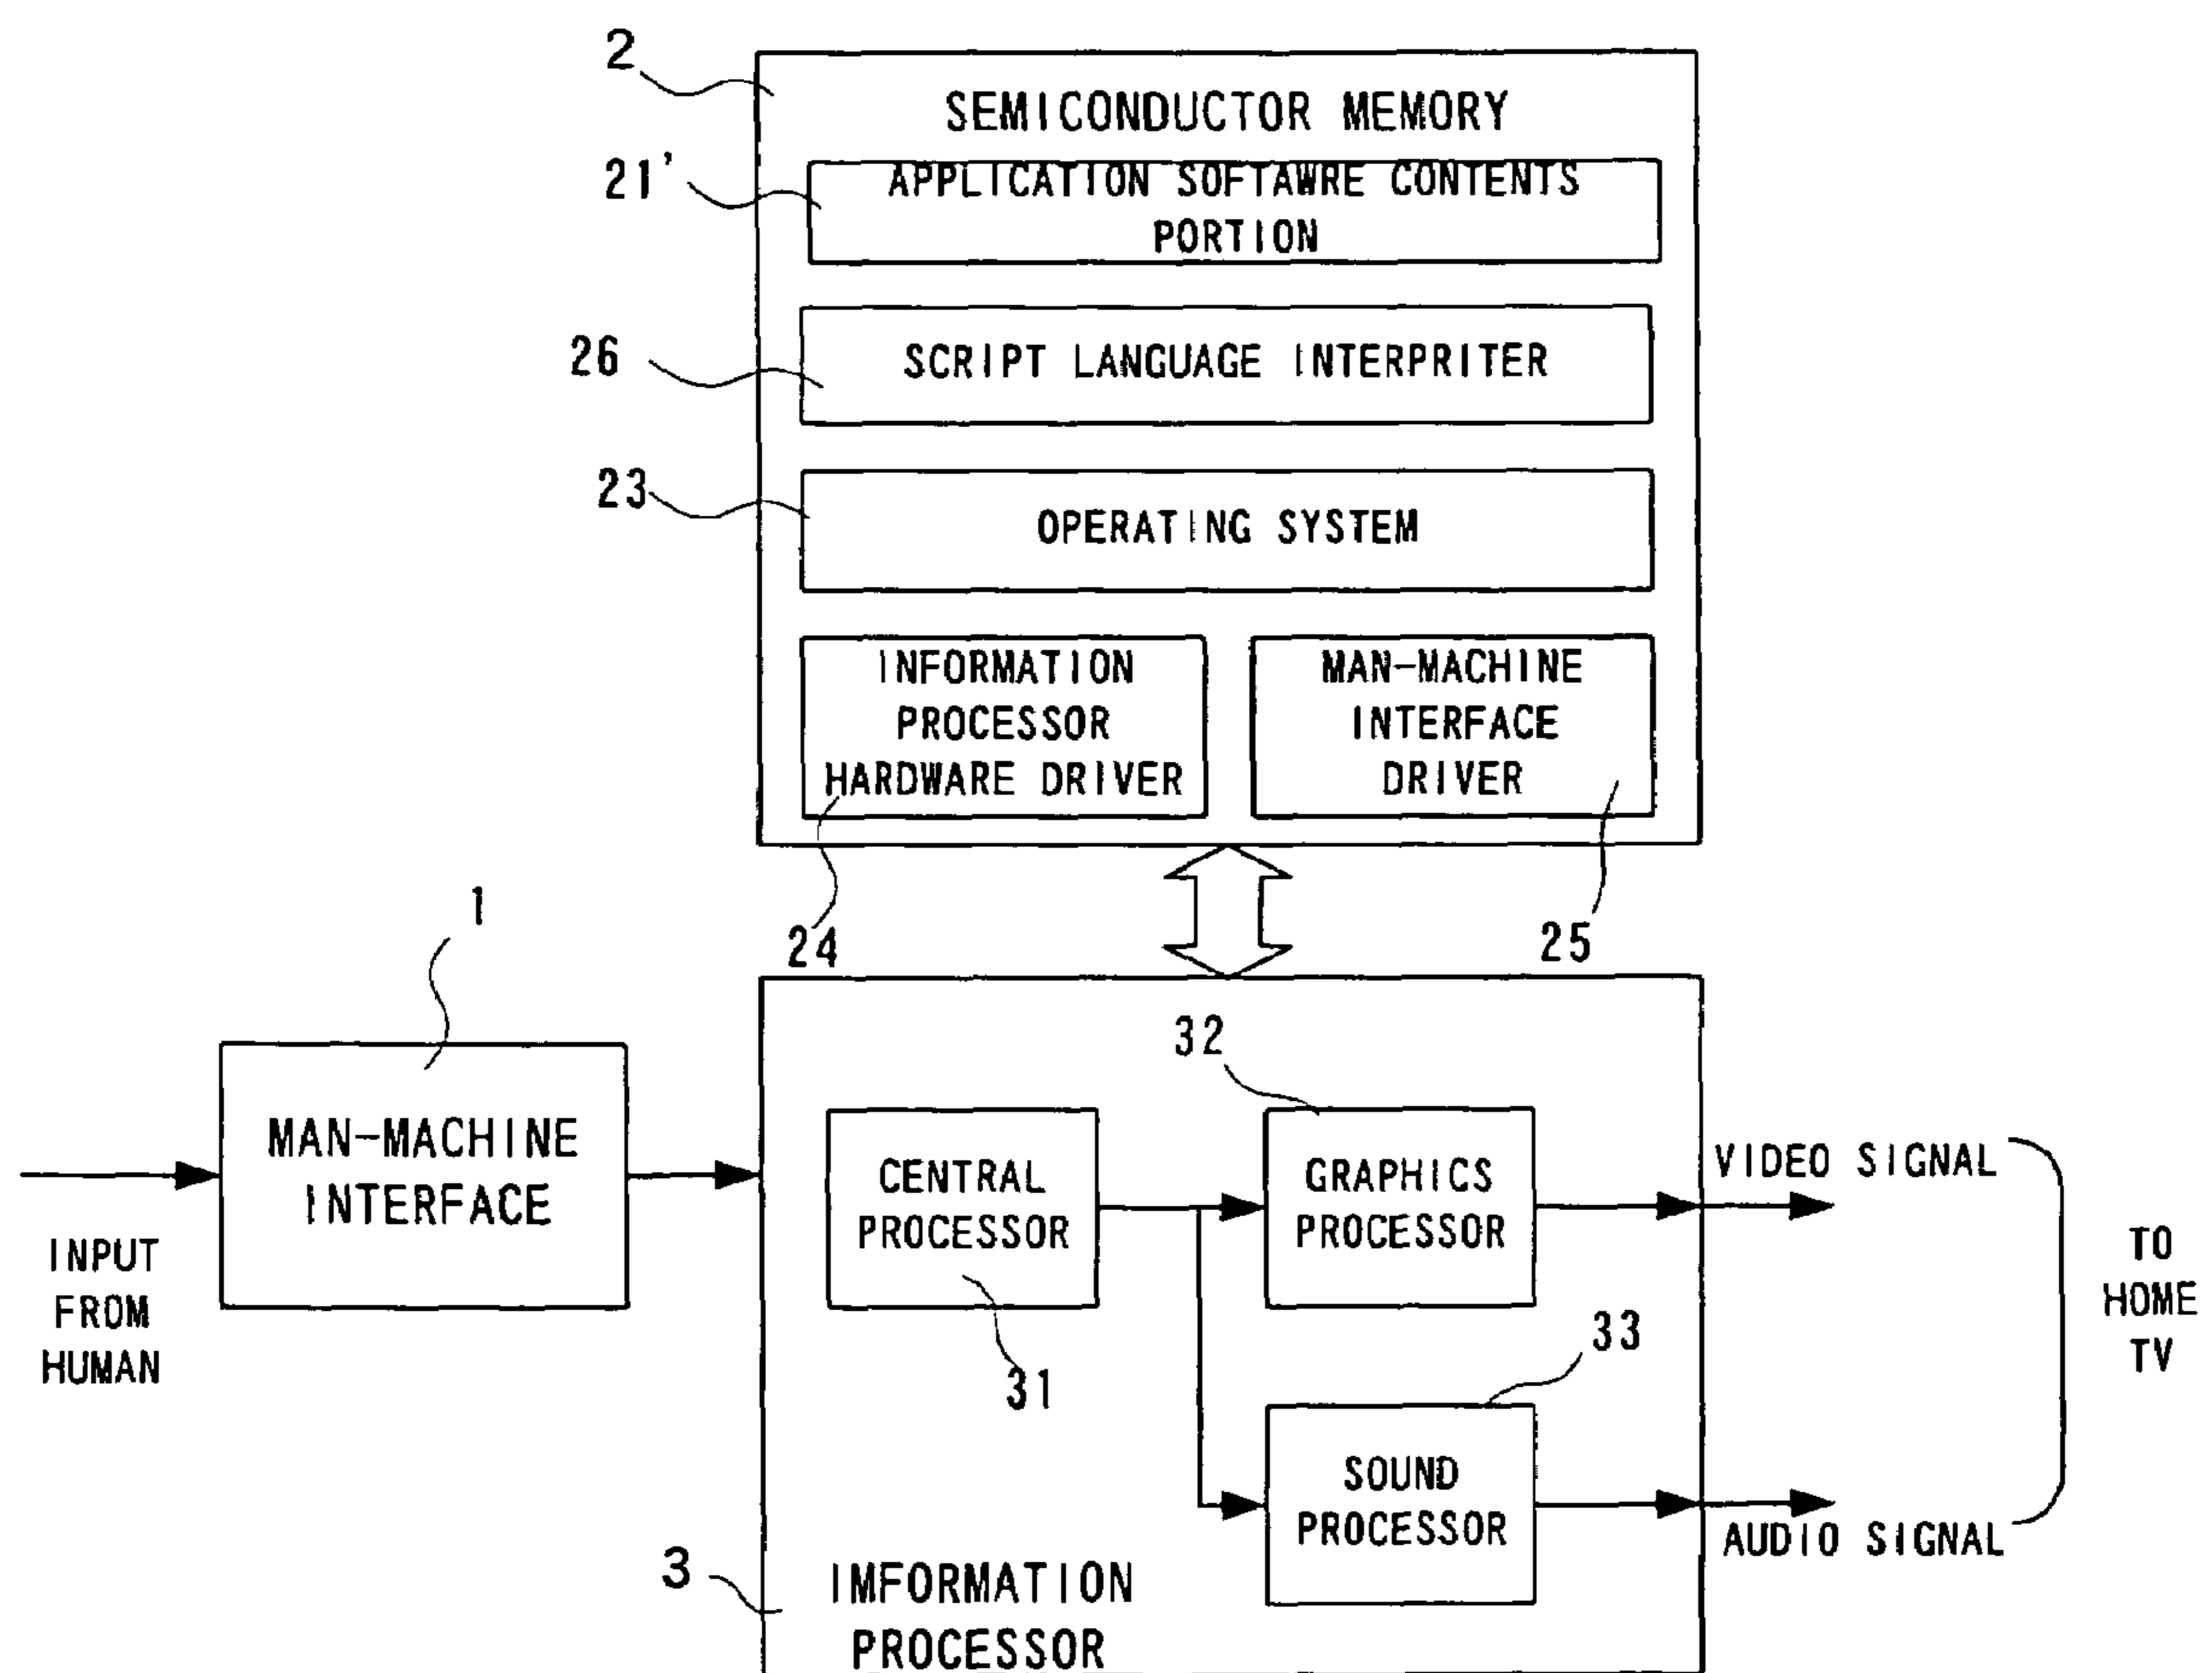 2
SEMICONDUCTOR MEMORY
21'
APPLICATION SOFTAWRE CONTENTS
PORTION
26
SCRIPT LANGUAGE INTERPRITER
23
OPERATING SYSTEM
INFORMATION
PROCESSOR
HARDWARE DRIVER
MAN-MACHINE
INTERFACE
DRIVER
24
25
1
MAN-MACHINE
INTERFACE
INPUT
FROM
HUMAN
32
CENTRAL
PROCESSOR
31
GRAPHICS
PROCESSOR
33
SOUND
PROCESSOR
3
IMFORMATION
PROCESSOR
VIDEO SIGNAL
AUDIO SIGNAL
TO
HOME
TV